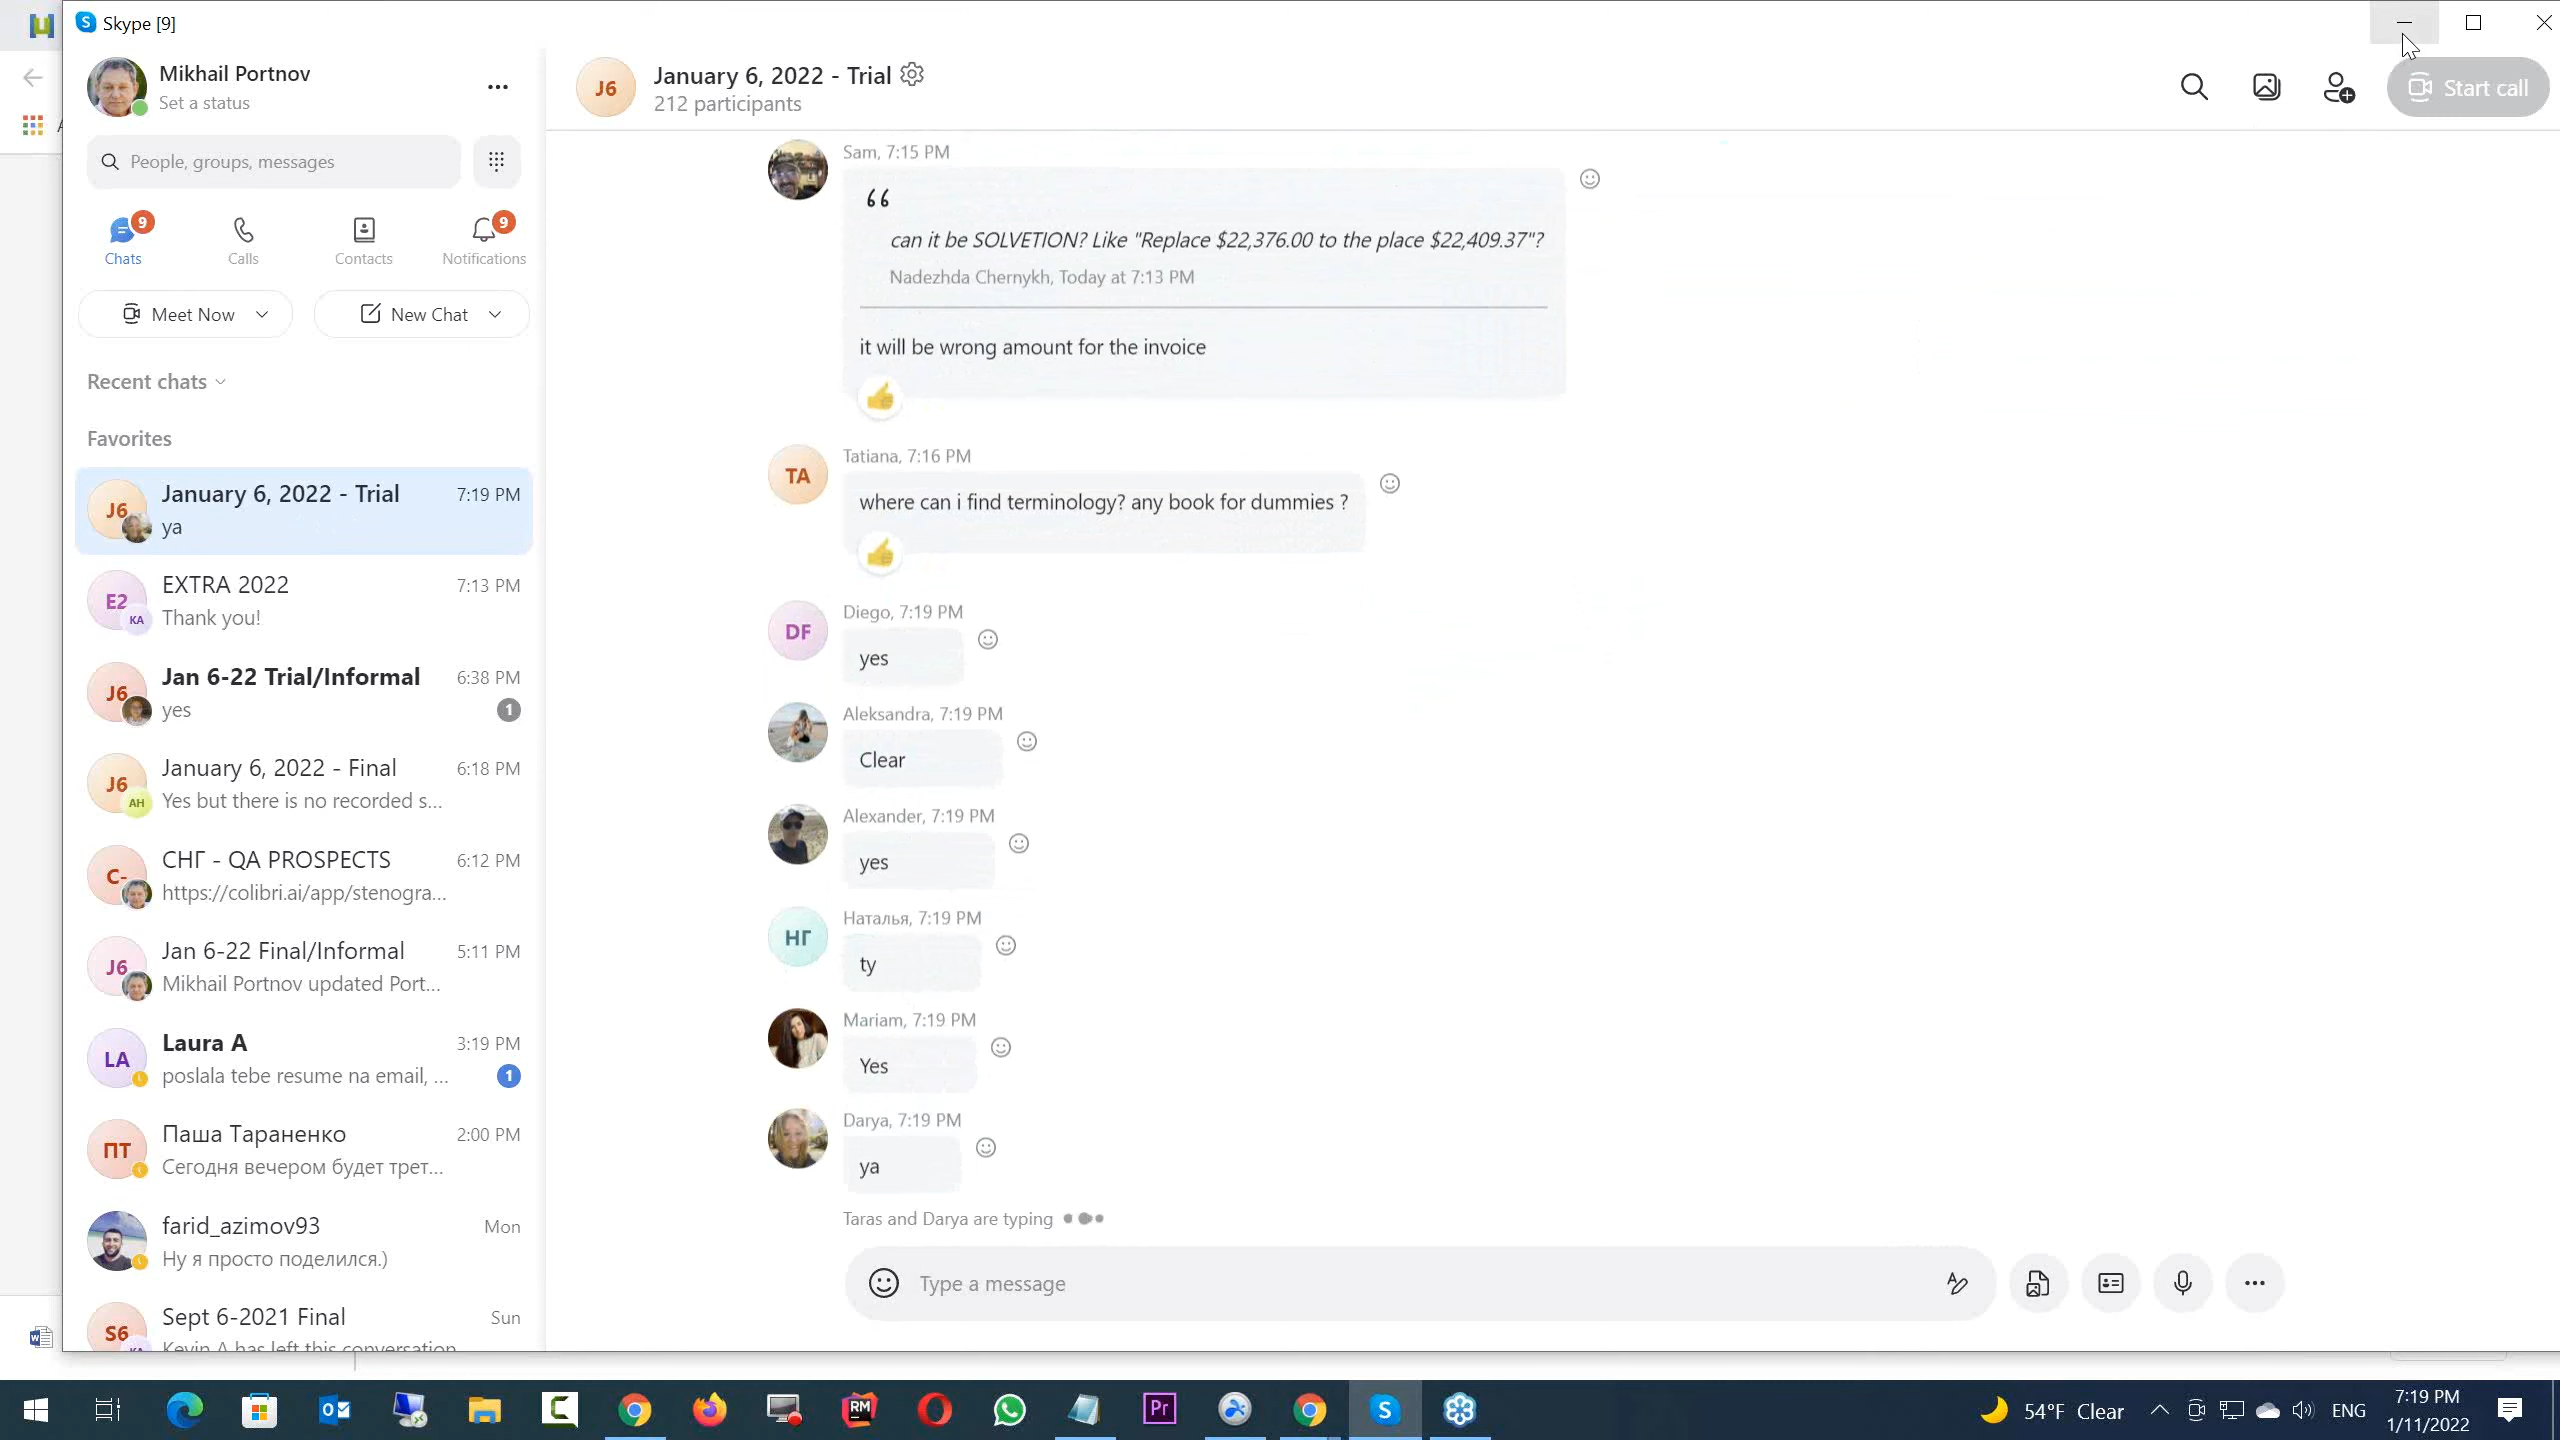 Skype [9]
Mikhail Portnov
Set a status
People, groups, messages
9
Chats
Calls
Contacts
9
Notifications
Meet Now
New Chat
Recent chats
Favorites
J6
January 6, 2022 - Trial
7:19 PM
ya
E2
KA
EXTRA 2022
7:13 PM
Thank you!
J6
Jan 6-22 Trial/Informal
6:38 PM
yes
1
J6
AH
January 6, 2022 - Final
6:18 PM
Yes but there is no recorded s...
C-
СНГ - QA PROSPECTS
6:12 PM
https://colibri.ai/app/stenogra...
J6
Jan 6-22 Final/Informal
5:11 PM
Mikhail Portnov updated Port...
LA
Laura A
3:19 PM
poslala tebe resume na email, ...
1
ПТ
Паша Тараненко
2:00 PM
Сегодня вечером будет трет...
farid_azimov93
Mon
Ну я просто поделился.)
S6
Sept 6-2021 Final
Sun
Kevin A has left this conversation
J6
January 6, 2022 - Trial
212 participants
Start call
Sam, 7:15 PM
can it be SOLVETION? Like "Replace $22,376.00 to the place $22,409.37"?
Nadezhda Chernykh, Today at 7:13 PM
it will be wrong amount for the invoice
TA
Tatiana, 7:16 PM
where can i find terminology? any book for dummies ?
DF
Diego, 7:19 PM
yes
Aleksandra, 7:19 PM
Clear
Alexander, 7:19 PM
yes
НГ
Наталья, 7:19 PM
ty
Mariam, 7:19 PM
Yes
Darya, 7:19 PM
ya
Taras and Darya are typing
Type a message
54°F Clear
ENG
7:19 PM
1/11/2022